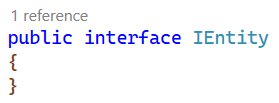 1 reference
public interface IEntity
{
}